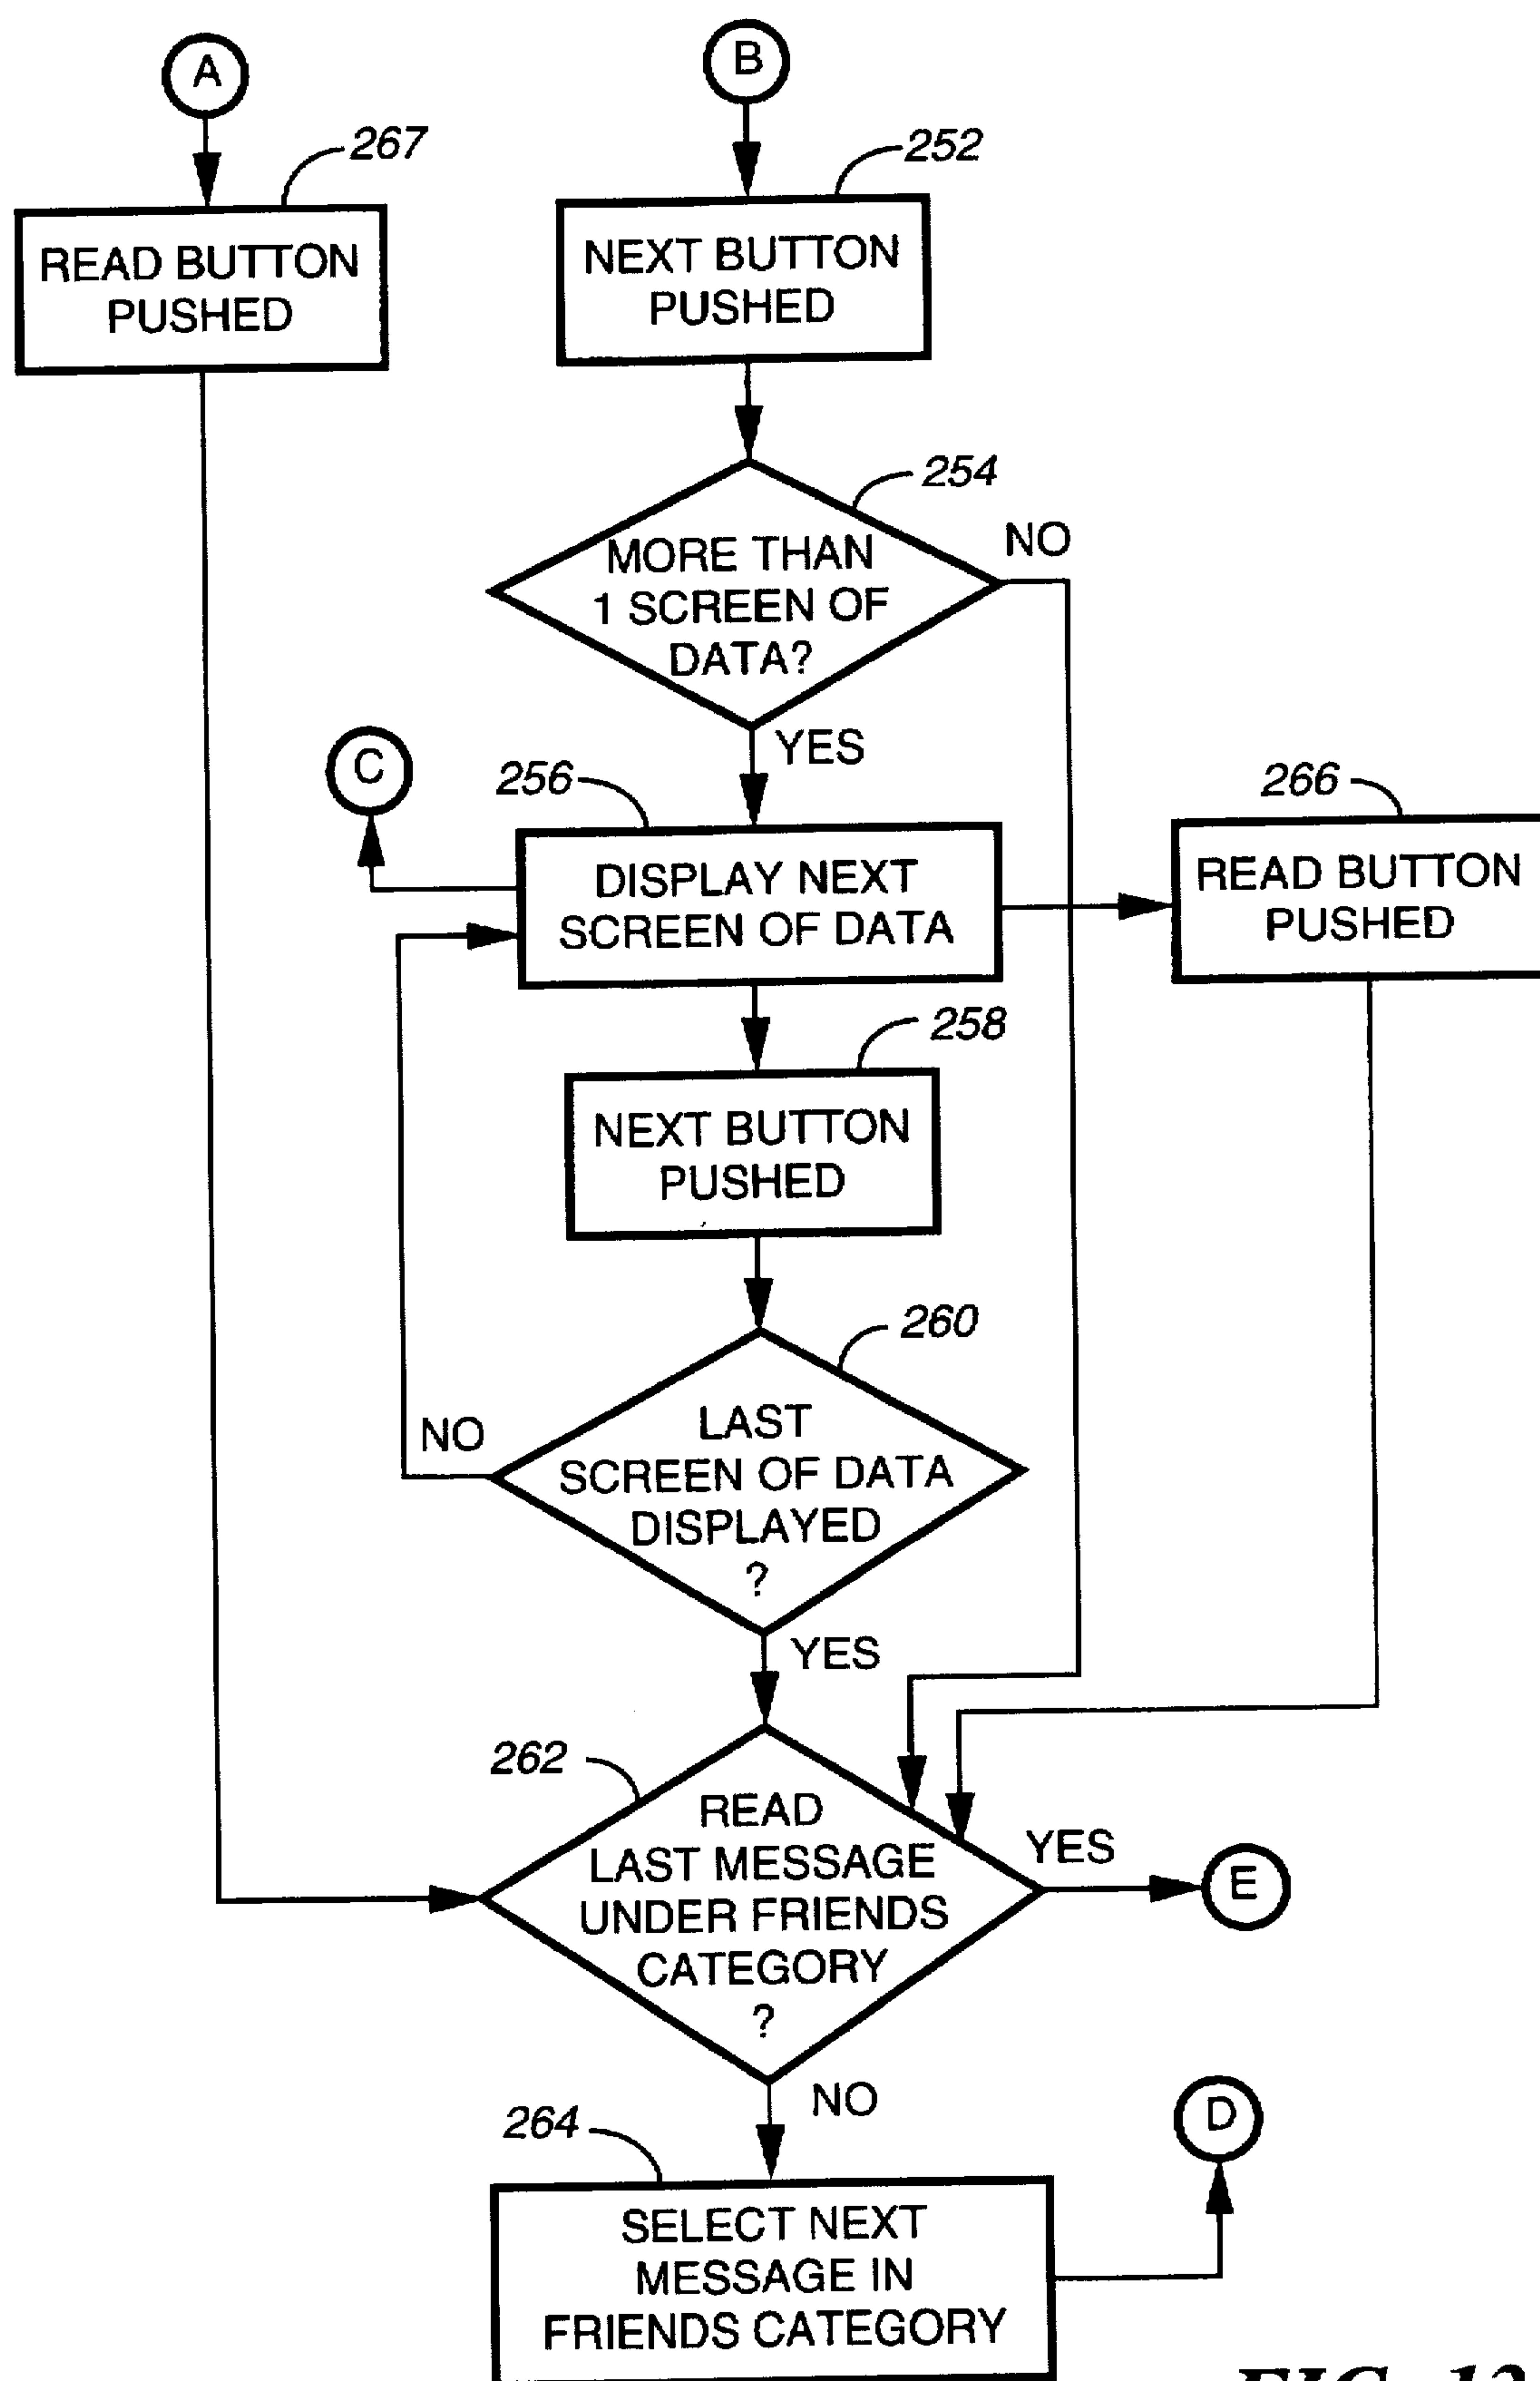 A
B
267
252
READ BUTTON
PUSHED
NEXT BUTTON
PUSHED
254
NO
MORE THAN
1 SCREEN OF
DATA?
YES
C
256
266
DISPLAY NEXT
SCREEN OF DATA
READ BUTTON
PUSHED
258
NEXT BUTTON
PUSHED
260
NO
LAST
SCREEN OF DATA
DISPLAYED
?
YES
262
READ
LAST MESSAGE
UNDER FRIENDS
CATEGORY
?
YES
E
NO
264
D
SELECT NEXT
MESSAGE IN
FRIENDS CATEGORY